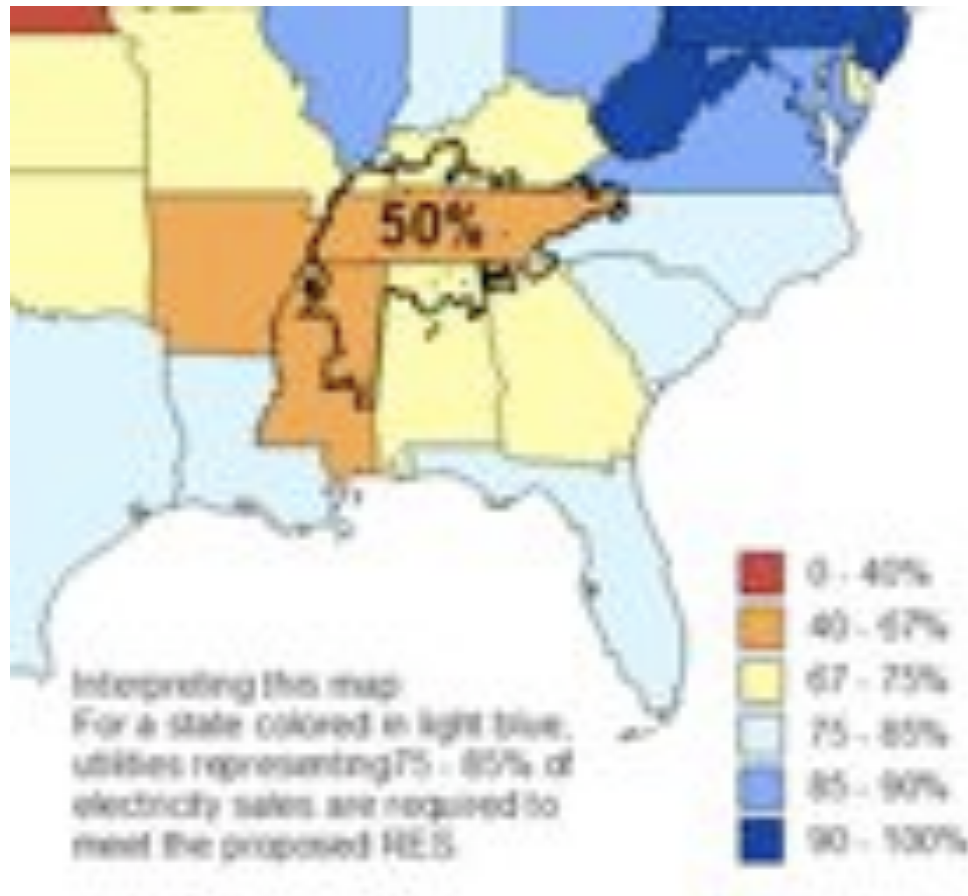 50%
0 - 40%
40 - 67%
67 - 75%
75 - 85%
85 - 90%
90 - 100%
Interpreting this map
For a state colored in light blue,
utilities representing75 - 85% of
electricity sales are required to
meet the proposed RES